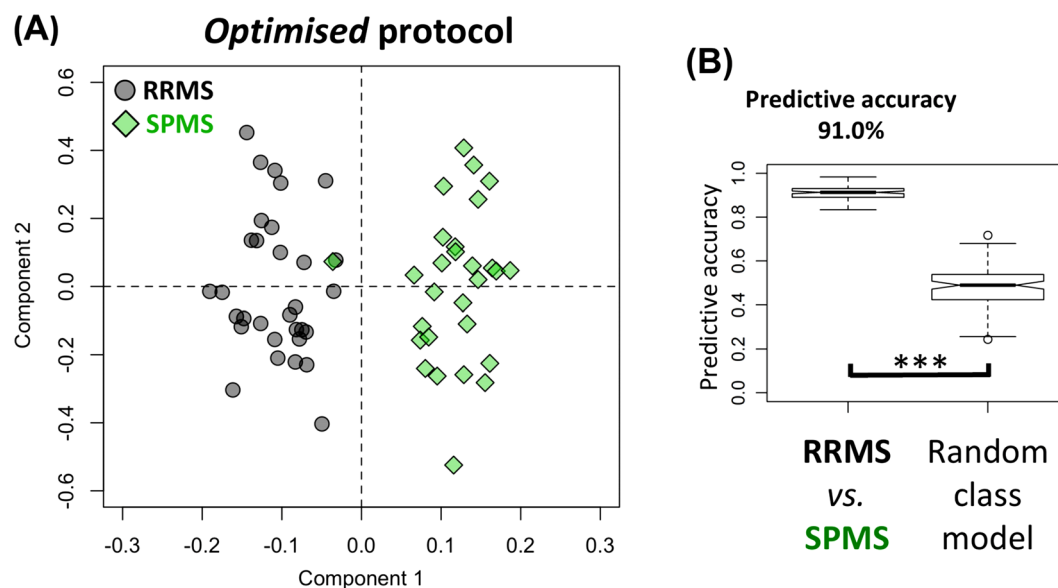 (A)
Optimised protocol
RRMS
SPMS
0.6
0.4
0.2
0.0
-0.2
-0.4
-0.6
Component 2
-0.3
-0.2
-0.1
0.0
0.1
0.2
0.3
Component 1
(B)
Predictive accuracy
91.0%
1.0
0.8
0.6
0.4
0.2
0.0
Predictive accuracy
***
RRMS
vs.
SPMS
Random
class
model